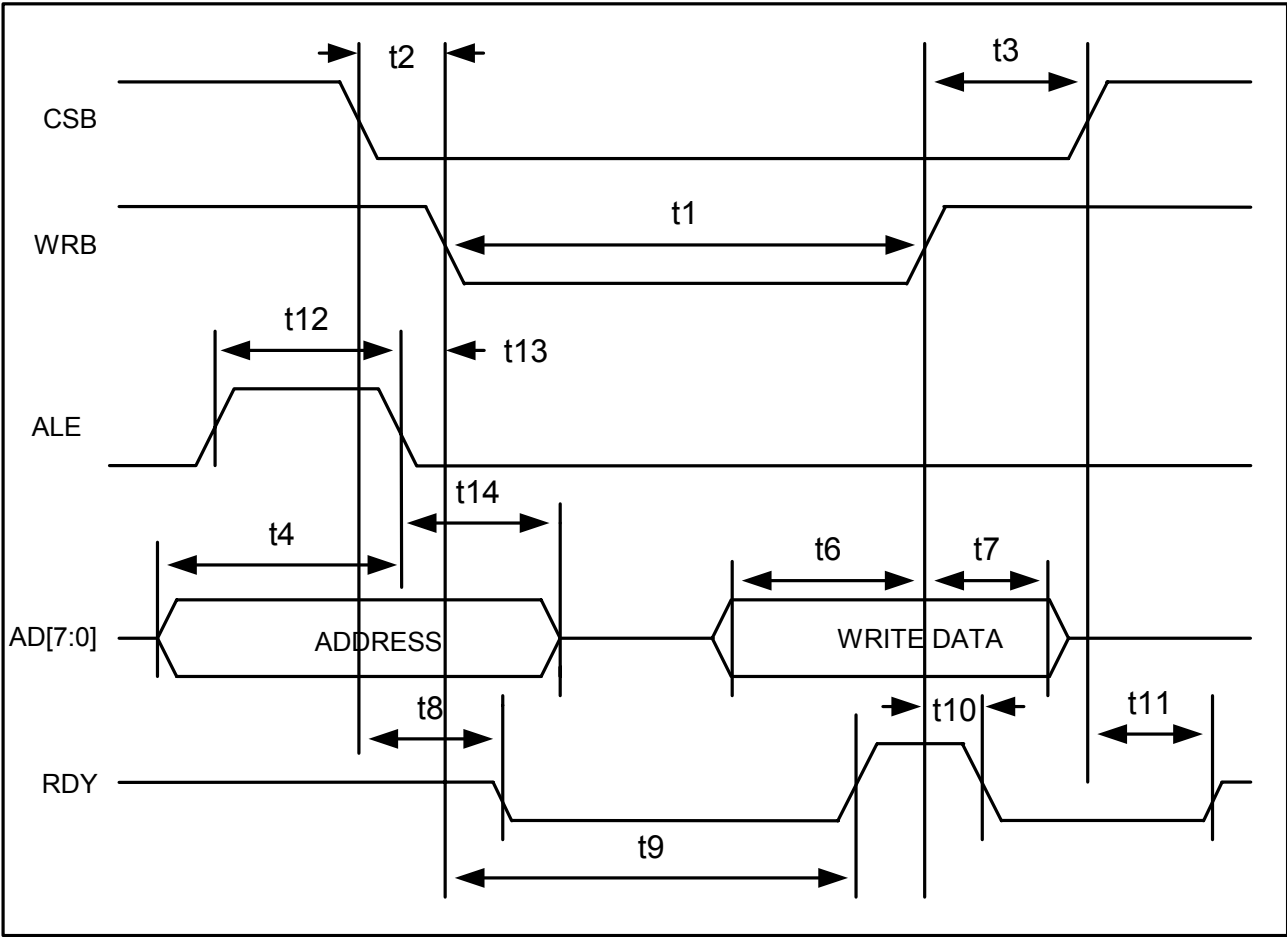 t2
t3
CSB
t1
WRB
t12
t13
ALE
t14
t4
t6
t7
AD[7:0]
ADDRESS
WRITE DATA
t8
t10
t11
RDY
t9